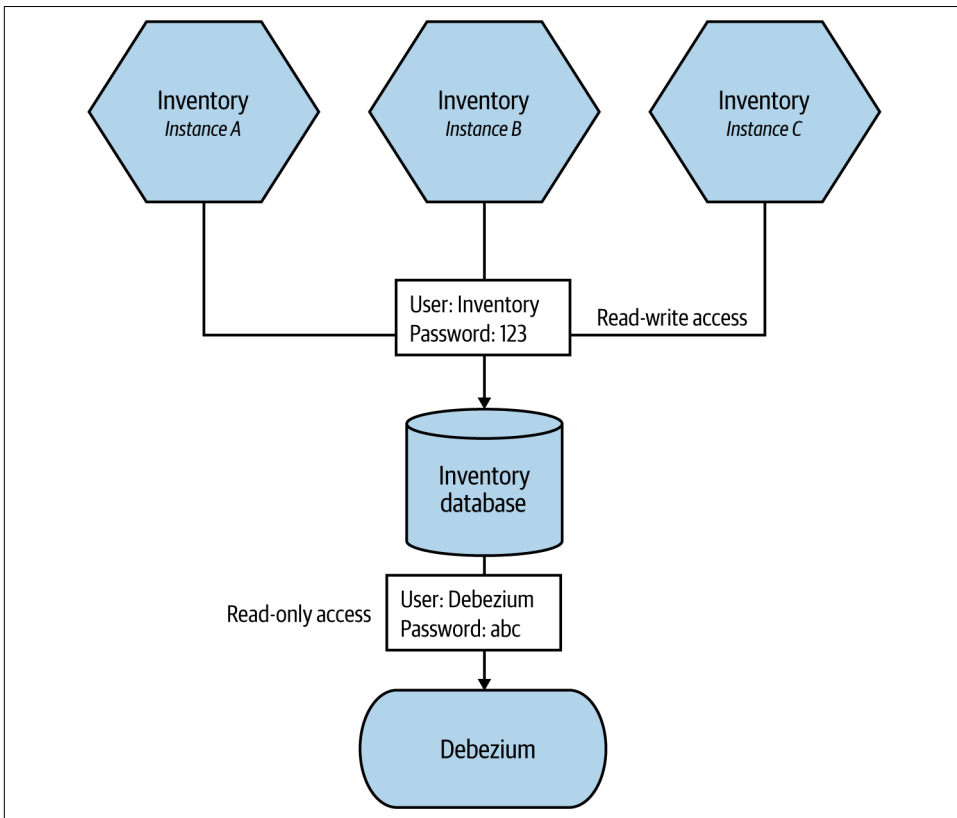 Inventory
Instance A
Inventory
Instance B
Inventory
Instance C
User: Inventory
Password: 123
Read-write access
Inventory
database
Read-only access
User: Debezium
Password: abc
Debezium